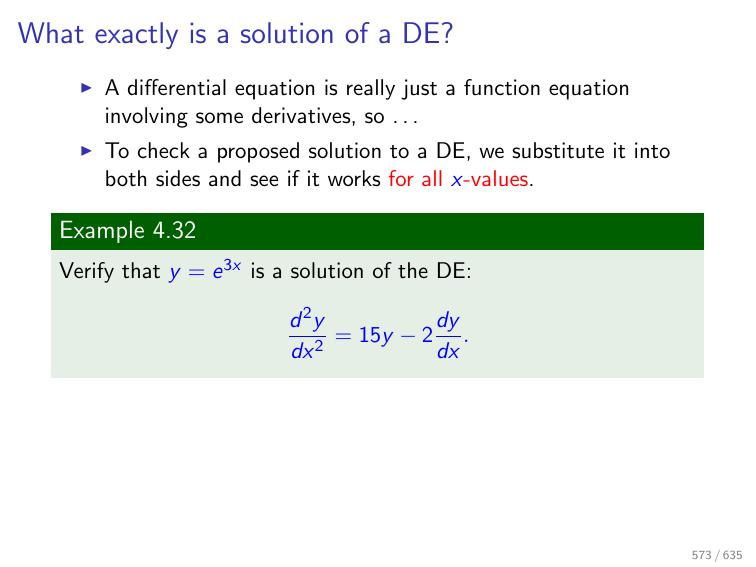 What exactly is a solution of a DE?
▶ A differential equation is really just a function equation
involving some derivatives, so . . .
▶ To check a proposed solution to a DE, we substitute it into
both sides and see if it works for all x-values.
Example 4.32
Verify that y = e^{3x} is a solution of the DE:
\frac{d^2y}{dx^2} = 15y − 2\frac{dy}{dx}.
573 / 635